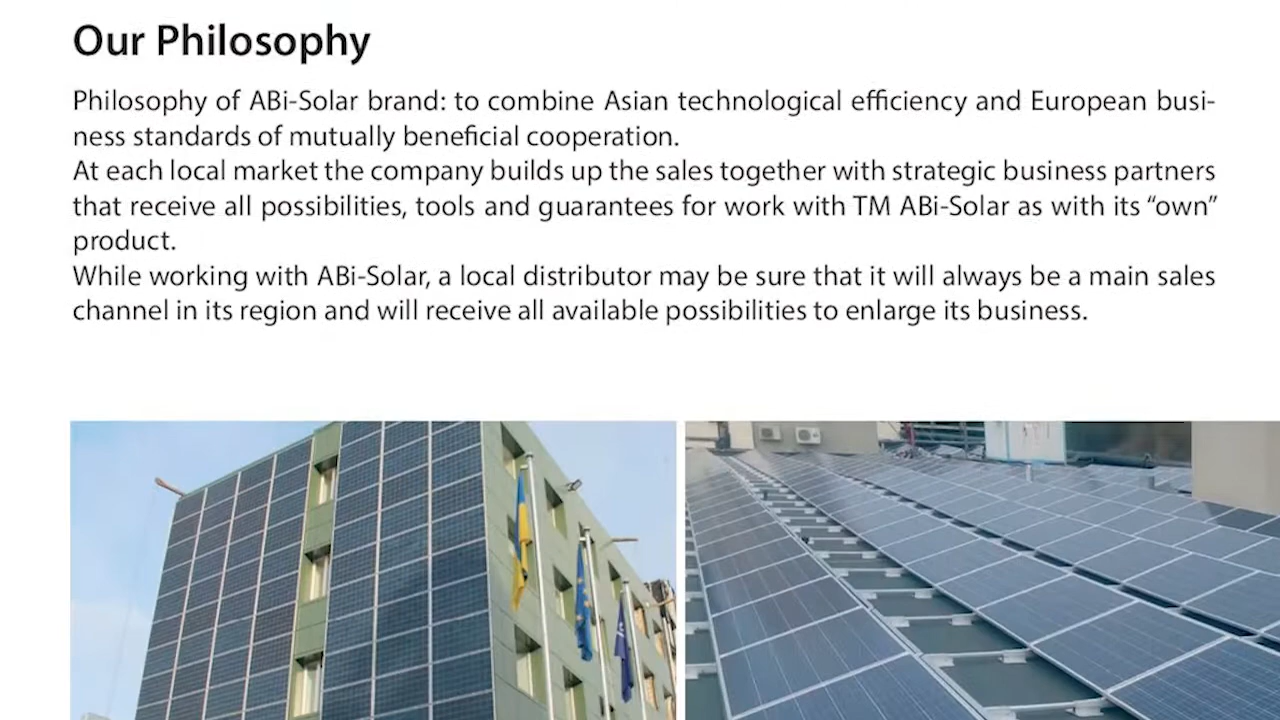 Our Philosophy
Philosophy of ABi-Solar brand: to combine Asian technological efficiency and European busi-
ness standards of mutually beneficial cooperation.
At each local market the company builds up the sales together with strategic business partners
that receive all possibilities, tools and guarantees for work with TM ABi-Solar as with its “own”
product.
While working with ABi-Solar, a local distributor may be sure that it will always be a main sales
channel in its region and will receive all available possibilities to enlarge its business.